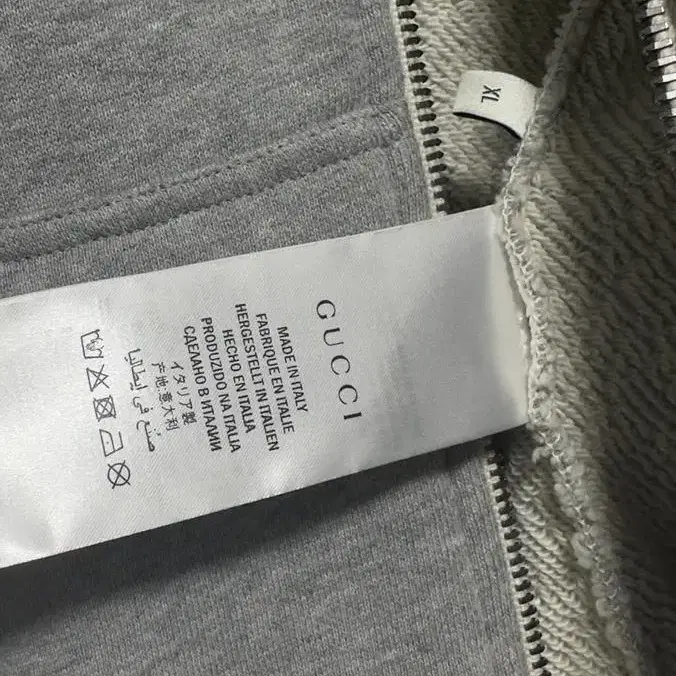 XL
GUCCI
MADE IN ITALY
FABRIQUE EN ITALIE
HERGESTELLT IN ITALIEN
HECHO EN ITALIA
PRODUZIDO NA ITALIA
СДЕЛАНО В ИТАЛИИ
イタリア製
产地:意大利
صنع في إيطاليا